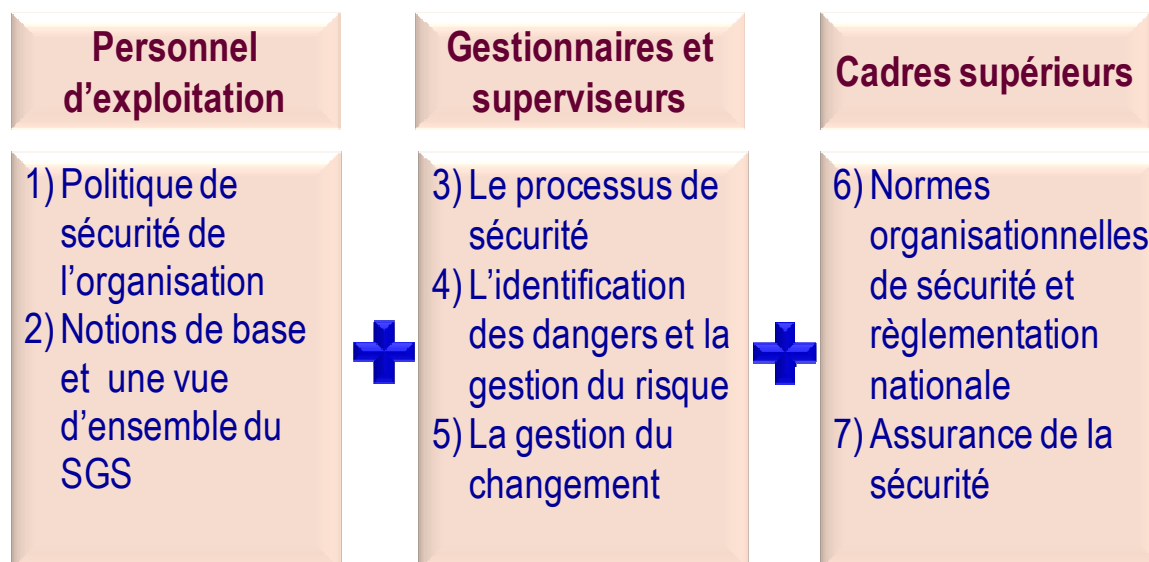 Personnel
d’exploitation
Gestionnaires et
superviseurs
Cadres supérieurs
1) Politique de
sécurité de
l’organisation
2) Notions de base
et une vue
d’ensemble du
SGS
3) Le processus de
sécurité
4) L’identification
des dangers et la
gestion du risque
5) La gestion du
changement
6) Normes
organisationnelles
de sécurité et
règlementation
nationale
7) Assurance de la
sécurité